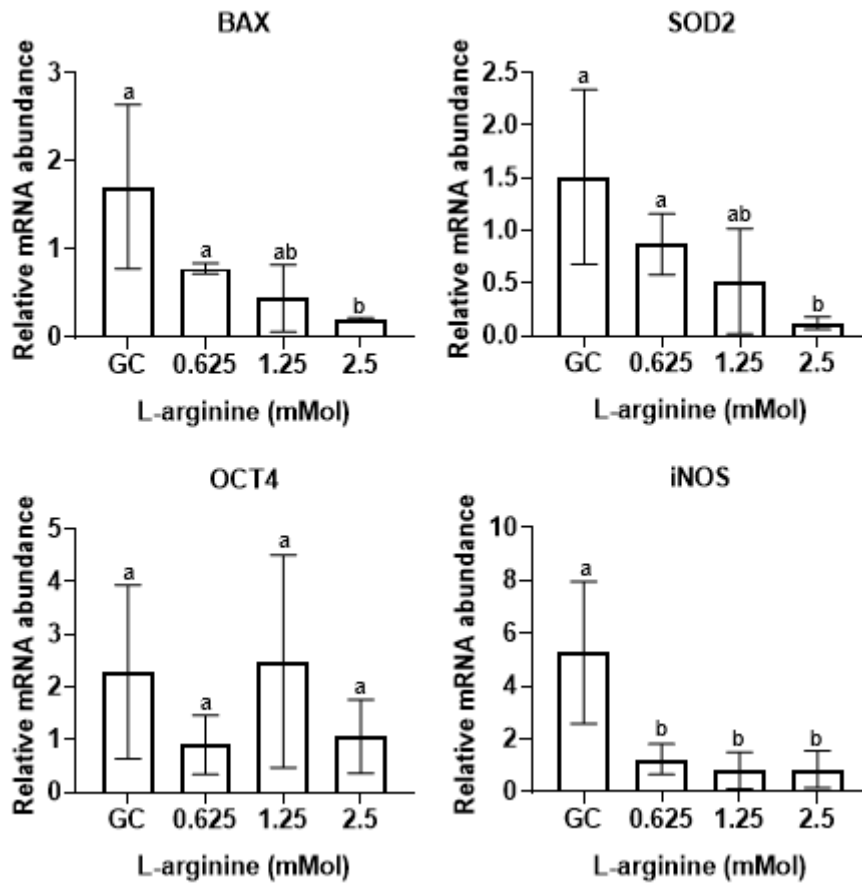 BAX
Relative mRNA abundance
3
2
1
0
a
a
ab
b
GC 0.625 1.25 2.5
L-arginine (mMol)
SOD2
Relative mRNA abundance
2.5
2.0
1.5
1.0
0.5
0.0
a
a
ab
b
GC 0.625 1.25 2.5
L-arginine (mMol)
OCT4
Relative mRNA abundance
5
4
3
2
1
0
a
a
a
a
GC 0.625 1.25 2.5
L-arginine (mMol)
iNOS
Relative mRNA abundance
10
8
6
4
2
0
a
b
b
b
GC 0.625 1.25 2.5
L-arginine (mMol)